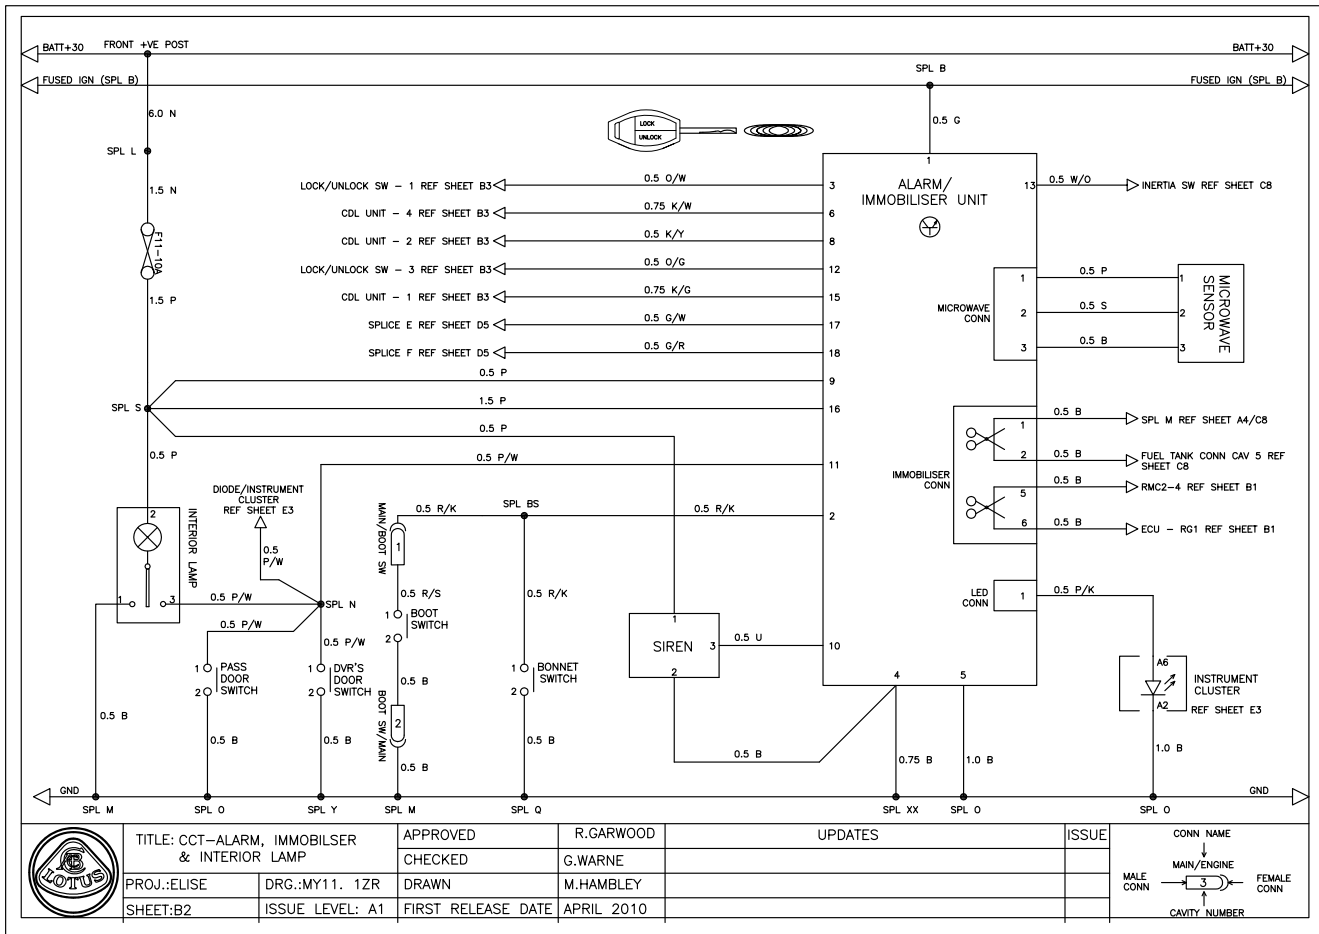 BATT+30
FRONT +VE POST
BATT+30
FUSED IGN (SPL B)
SPL B
FUSED IGN (SPL B)
6.0 N
0.5 G
LOCK
UNLOCK
SPL L
1.5 N
F11-10A
1.5 P
1
ALARM/
IMMOBILISER UNIT
LOCK/UNLOCK SW - 1 REF SHEET B3
0.5 O/W
3
13
0.5 W/O
INERTIA SW REF SHEET C8
CDL UNIT - 4 REF SHEET B3
0.75 K/W
6
CDL UNIT - 2 REF SHEET B3
0.5 K/Y
8
LOCK/UNLOCK SW - 3 REF SHEET B3
0.5 O/G
12
CDL UNIT - 1 REF SHEET B3
0.75 K/G
15
SPLICE E REF SHEET D5
0.5 G/W
17
SPLICE F REF SHEET D5
0.5 G/R
18
MICROWAVE
CONN
1
0.5 P
1
2
0.5 S
2
3
0.5 B
3
MICROWAVE
SENSOR
0.5 P
9
SPL S
1.5 P
16
0.5 P
0.5 P
0.5 P/W
11
IMMOBILISER
CONN
1
0.5 B
SPL M REF SHEET A4/C8
2
0.5 B
FUEL TANK CONN CAV 5 REF
SHEET C8
5
0.5 B
RMC2-4 REF SHEET B1
6
0.5 B
ECU - RG1 REF SHEET B1
DIODE/INSTRUMENT
CLUSTER
REF SHEET E3
0.5
P/W
INTERIOR LAMP
2
1
3
0.5 P/W
SPL N
0.5 P/W
0.5 P/W
MAIN/BOOT SW
1
0.5 R/K
SPL BS
0.5 R/K
2
0.5 R/S
0.5 R/K
1
BOOT
SWITCH
2
LED
CONN
1
0.5 P/K
1
SIREN
3
0.5 U
10
2
1
PASS
DOOR
SWITCH
2
1
DVR'S
DOOR
SWITCH
2
0.5 B
1
BONNET
SWITCH
2
4
5
A6
INSTRUMENT
CLUSTER
A2
REF SHEET E3
BOOT SW/MAIN
2
0.5 B
0.5 B
0.5 B
0.5 B
0.5 B
0.5 B
0.75 B
1.0 B
1.0 B
GND
GND
SPL M
SPL O
SPL Y
SPL M
SPL Q
SPL XX
SPL O
SPL O
LOTUS
TITLE: CCT-ALARM, IMMOBILSER
& INTERIOR LAMP
PROJ.:ELISE
DRG.:MY11. 1ZR
SHEET:B2
ISSUE LEVEL: A1
APPROVED
R.GARWOOD
CHECKED
G.WARNE
DRAWN
M.HAMBLEY
FIRST RELEASE DATE
APRIL 2010
UPDATES
ISSUE
CONN NAME
MAIN/ENGINE
MALE
CONN
3
FEMALE
CONN
CAVITY NUMBER